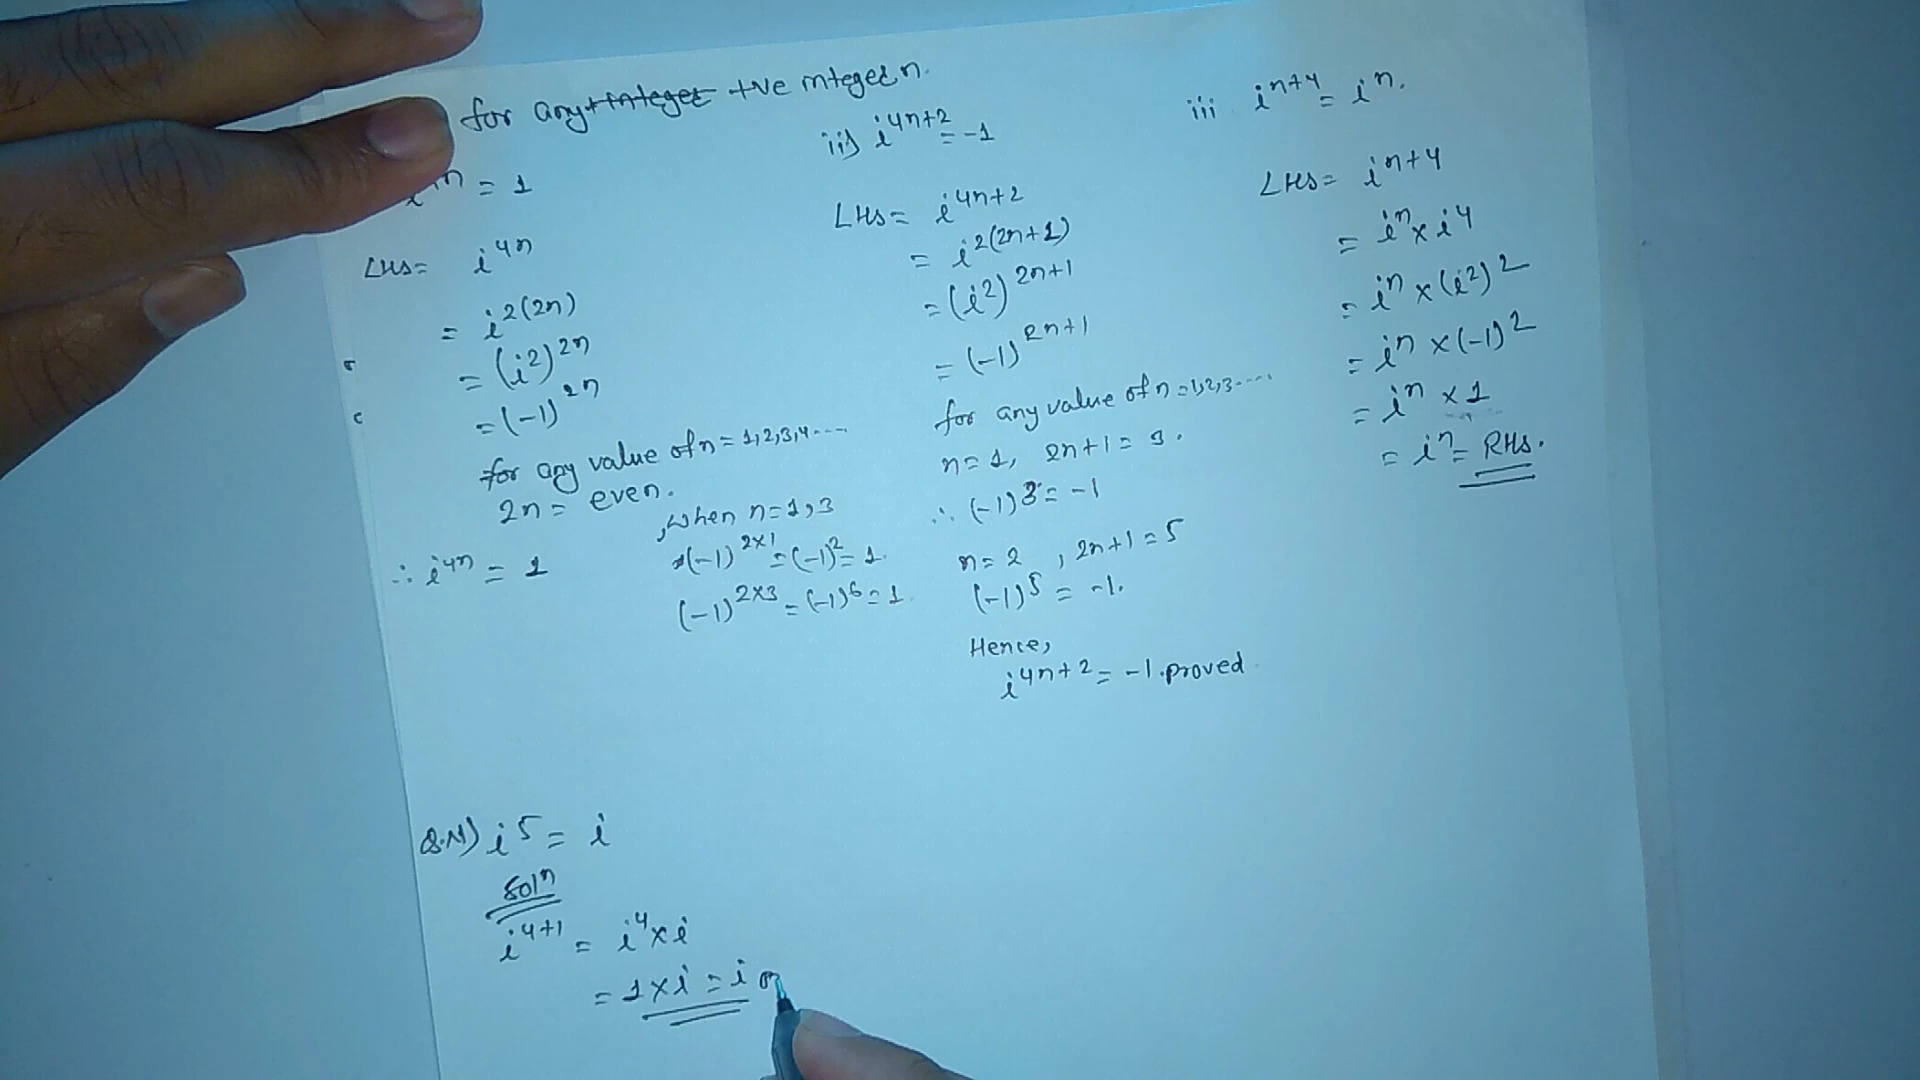 for any +integer +ve integer n.
= 1
LHS = i^4n
= i^2(2n)
= (i^2)^2n
= (-1)^2n
for any value of n = 1,2,3,4....
2n = even.
∴ i^4n = 1
, when n=1,3
(-1)^2×1 = (-1)^2 = 1.
(-1)^2×3 = (-1)^6 = 1.
ii) i^4n+2 = -1
LHS = i^4n+2
= i^2(2n+1)
= (i^2)^2n+1
= (-1)^2n+1
for any value of n = 1,2,3....
n = 1, 2n+1 = 3.
∴ (-1)^3 = -1
n = 2, 2n+1 = 5
(-1)^5 = -1.
Hence,
i^4n+2 = -1. proved
iii i^n+4 = i^n.
LHS = i^n+4
= i^n × i^4
= i^n × (i^2)^2
= i^n × (-1)^2
= i^n × 1
= i^n = RHS.
Q.N) i^5 = i
sol^n
i^4+1 = i^4 × i
= 1 × i = i